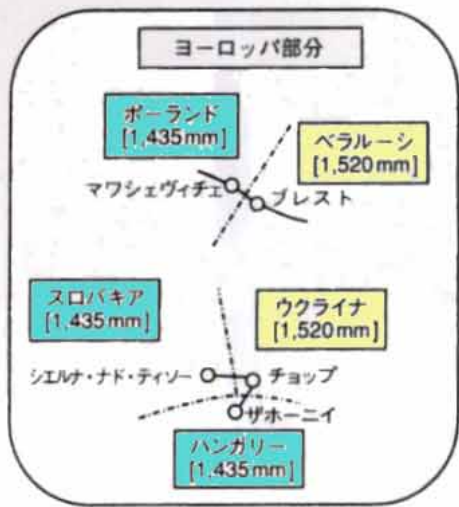 ヨーロッパ部分
ポーランド
[1,435mm]
ベラルーシ
[1,520mm]
マワシェヴィチェ
ブレスト
スロバキア
[1,435mm]
ウクライナ
[1,520mm]
シエルナ・ナド・ティソー
チョップ
ザホーニイ
ハンガリー
[1,435mm]